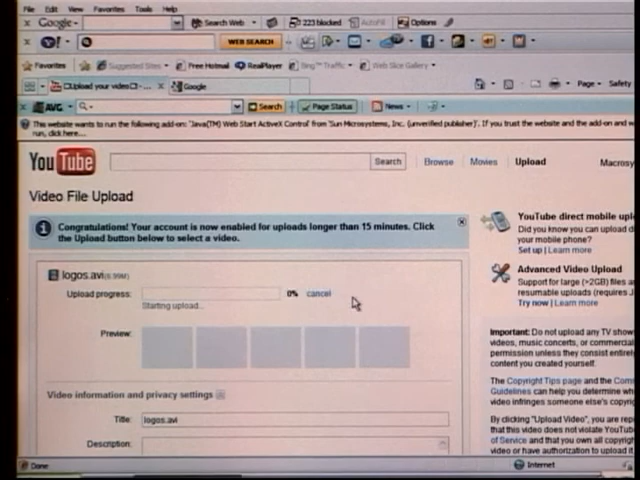 File Edit View Favorites Tools Help
x Google Search Web 223 blocked AutoFill Options
x Y! WEB SEARCH
Favorites Suggested Sites Free Hotmail RealPlayer Bing™ Traffic Web Slice Gallery
Upload your video - ... x Google Page Safety
x AVG Search Page Status News
This website wants to run the following add-on: 'Java(TM) Web Start ActiveX Control' from 'Sun Microsystems, Inc. (unverified publisher)'. If you trust the website and the add-on and w
run, click here...
YouTube Search Browse Movies Upload Macrosy
Video File Upload
Congratulations! Your account is now enabled for uploads longer than 15 minutes. Click
the Upload button below to select a video.
logos.avi
Upload progress: 0% cancel
Starting upload...
Preview:
Video information and privacy settings
Title: logos.avi
Description:
YouTube direct mobile upl
Did you know you can upload d
your mobile phone?
Set up | Learn more
Advanced Video Upload
Support for large (>2GB) files an
resumable uploads (requires J
Try now | Learn more
Important: Do not upload any TV show
videos, music concerts, or commercial
permission unless they consist entirel
content you created yourself.
The Copyright Tips page and the Com
Guidelines can help you determine wh
video infringes someone else's copyri
By clicking "Upload Video", you are rep
that this video does not violate YouTub
of Service and that you own all copyrigh
video or have authorization to upload it.
Done Internet